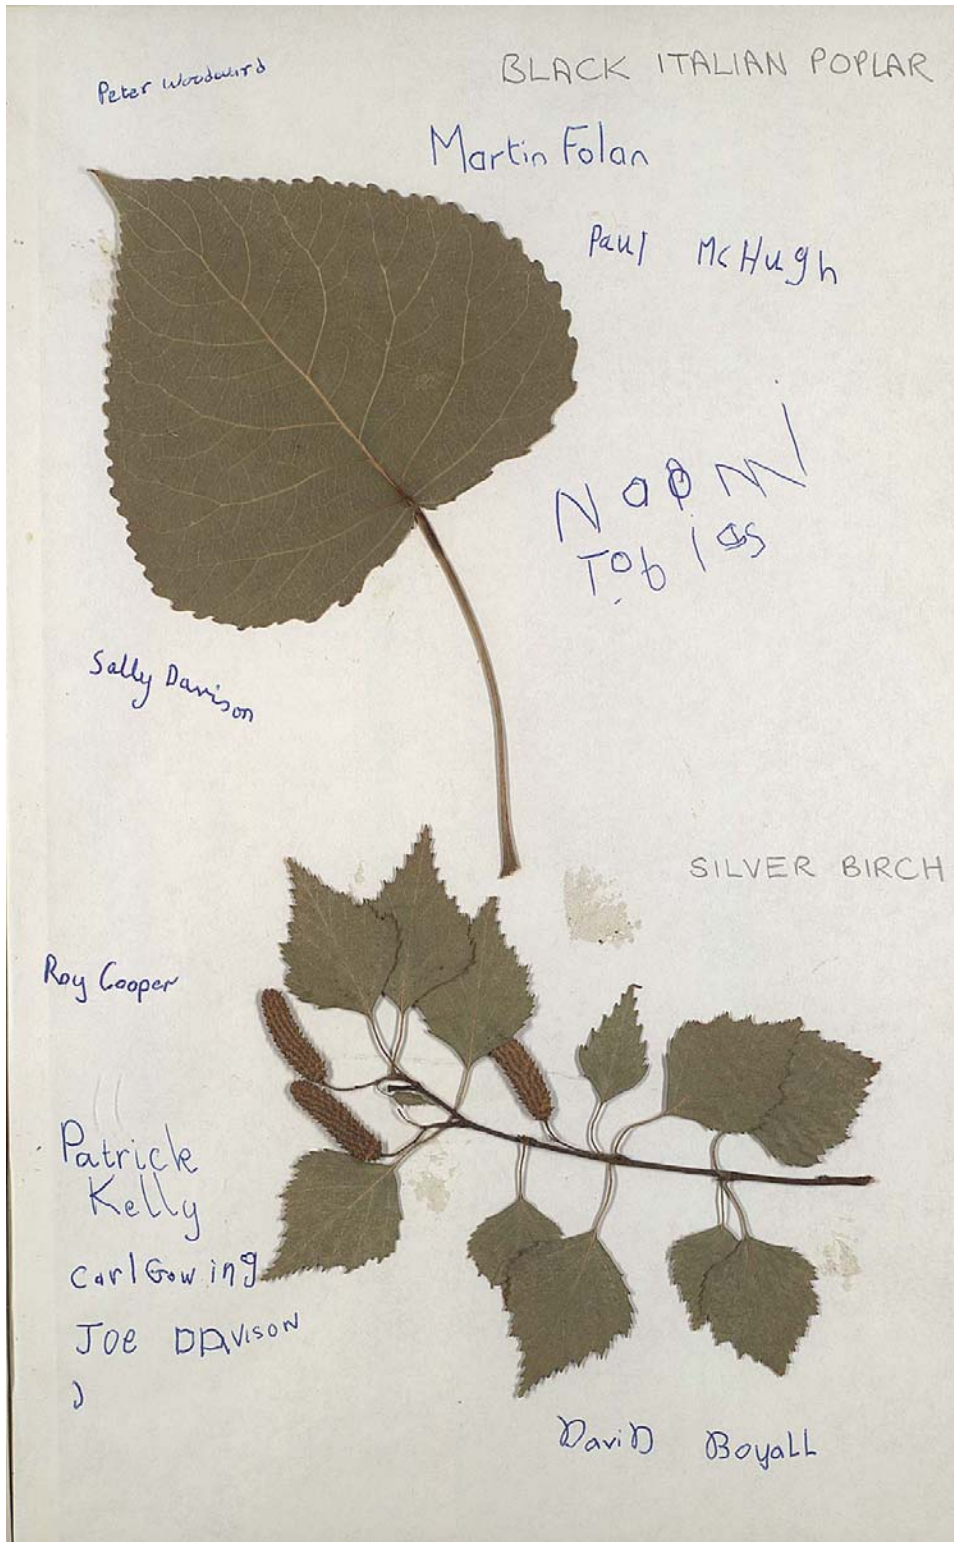 Peter Woodward
BLACK ITALIAN POPLAR
Martin Folan
Paul McHugh
Tobias
Sally Davison
SILVER BIRCH
Roy Cooper
Patrick
Kelly
Carl Gowing
JOE DAVISON
DaviD Boyall